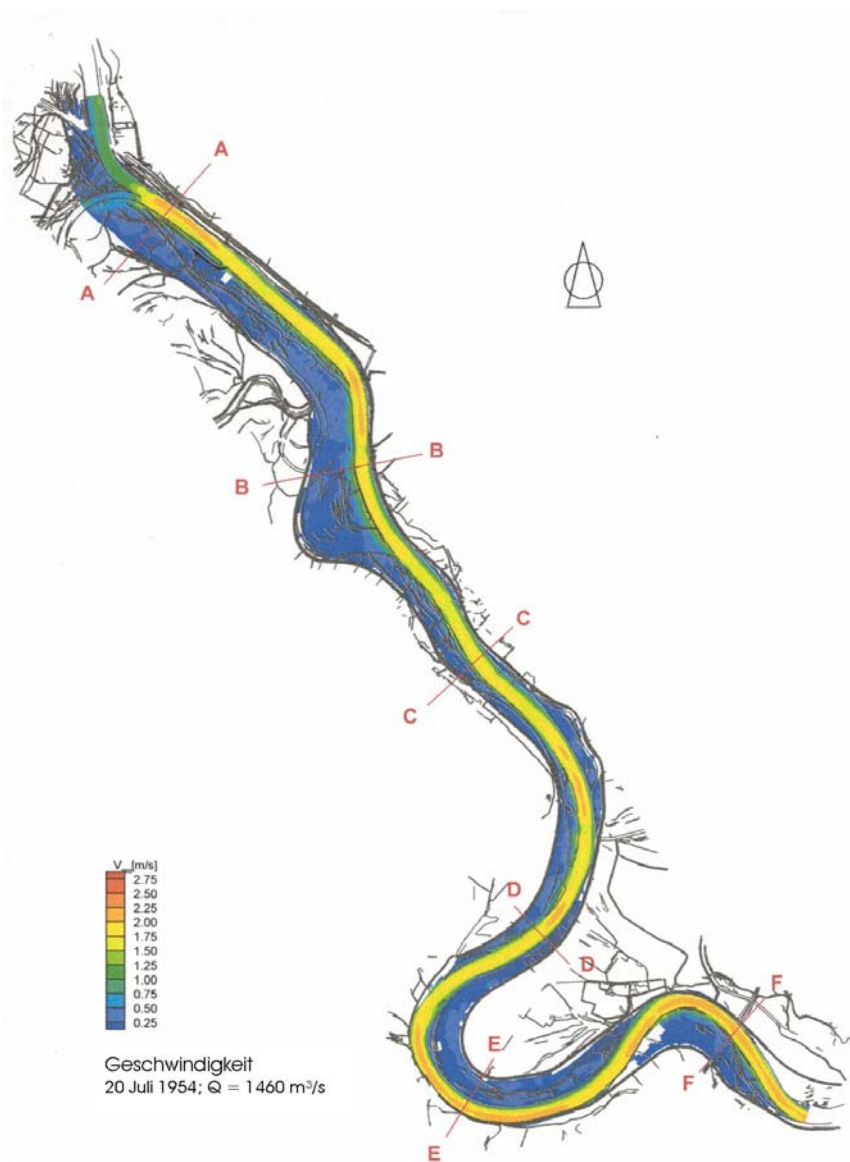 A
A
B
B
C
C
D
D
E
F
F
E
[m/s]
2.75
2.50
2.25
2.00
1.75
1.50
1.25
1.00
0.75
0.50
0.25
Geschwindigkeit
20 Juli 1954; Q = 1460 m³/s